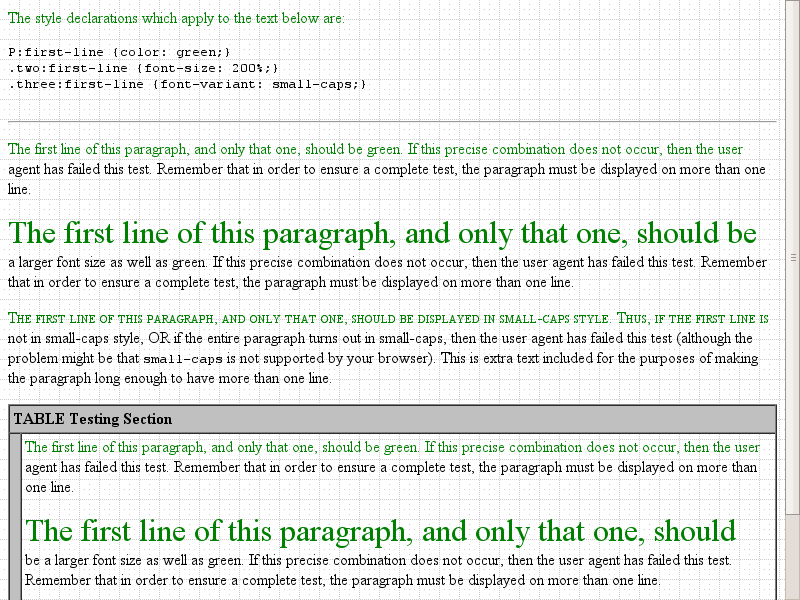 The style declarations which apply to the text below are:
P:first-line {color: green;}
.two:first-line {font-size: 200%;}
.three:first-line {font-variant: small-caps;}
The first line of this paragraph, and only that one, should be green. If this precise combination does not occur, then the user
agent has failed this test. Remember that in order to ensure a complete test, the paragraph must be displayed on more than one
line.
The first line of this paragraph, and only that one, should be
a larger font size as well as green. If this precise combination does not occur, then the user agent has failed this test. Remember
that in order to ensure a complete test, the paragraph must be displayed on more than one line.
The first line of this paragraph, and only that one, should be displayed in small-caps style. Thus, if the first line is
not in small-caps style, OR if the entire paragraph turns out in small-caps, then the user agent has failed this test (although the
problem might be that small-caps is not supported by your browser). This is extra text included for the purposes of making
the paragraph long enough to have more than one line.
TABLE Testing Section
The first line of this paragraph, and only that one, should be green. If this precise combination does not occur, then the user
agent has failed this test. Remember that in order to ensure a complete test, the paragraph must be displayed on more than
one line.
The first line of this paragraph, and only that one, should
be a larger font size as well as green. If this precise combination does not occur, then the user agent has failed this test.
Remember that in order to ensure a complete test, the paragraph must be displayed on more than one line.